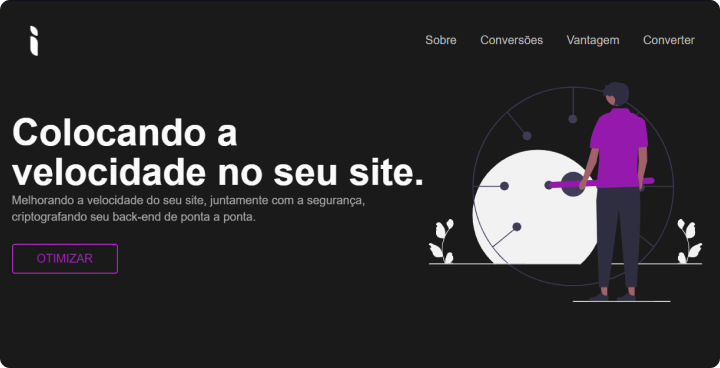 Sobre Conversões Vantagem Converter
Colocando a
velocidade no seu site.
Melhorando a velocidade do seu site, juntamente com a segurança,
criptografando seu back-end de ponta a ponta.
OTIMIZAR